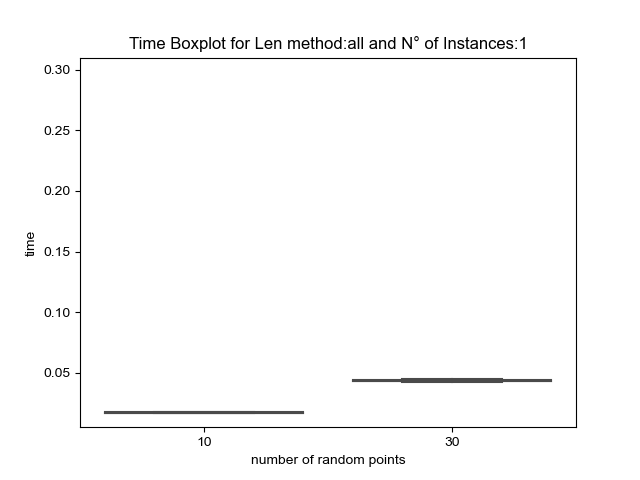 Time Boxplot for Len method:all and N° of Instances:1
0.30
0.25
0.20
0.15
0.10
0.05
time
10 30
number of random points